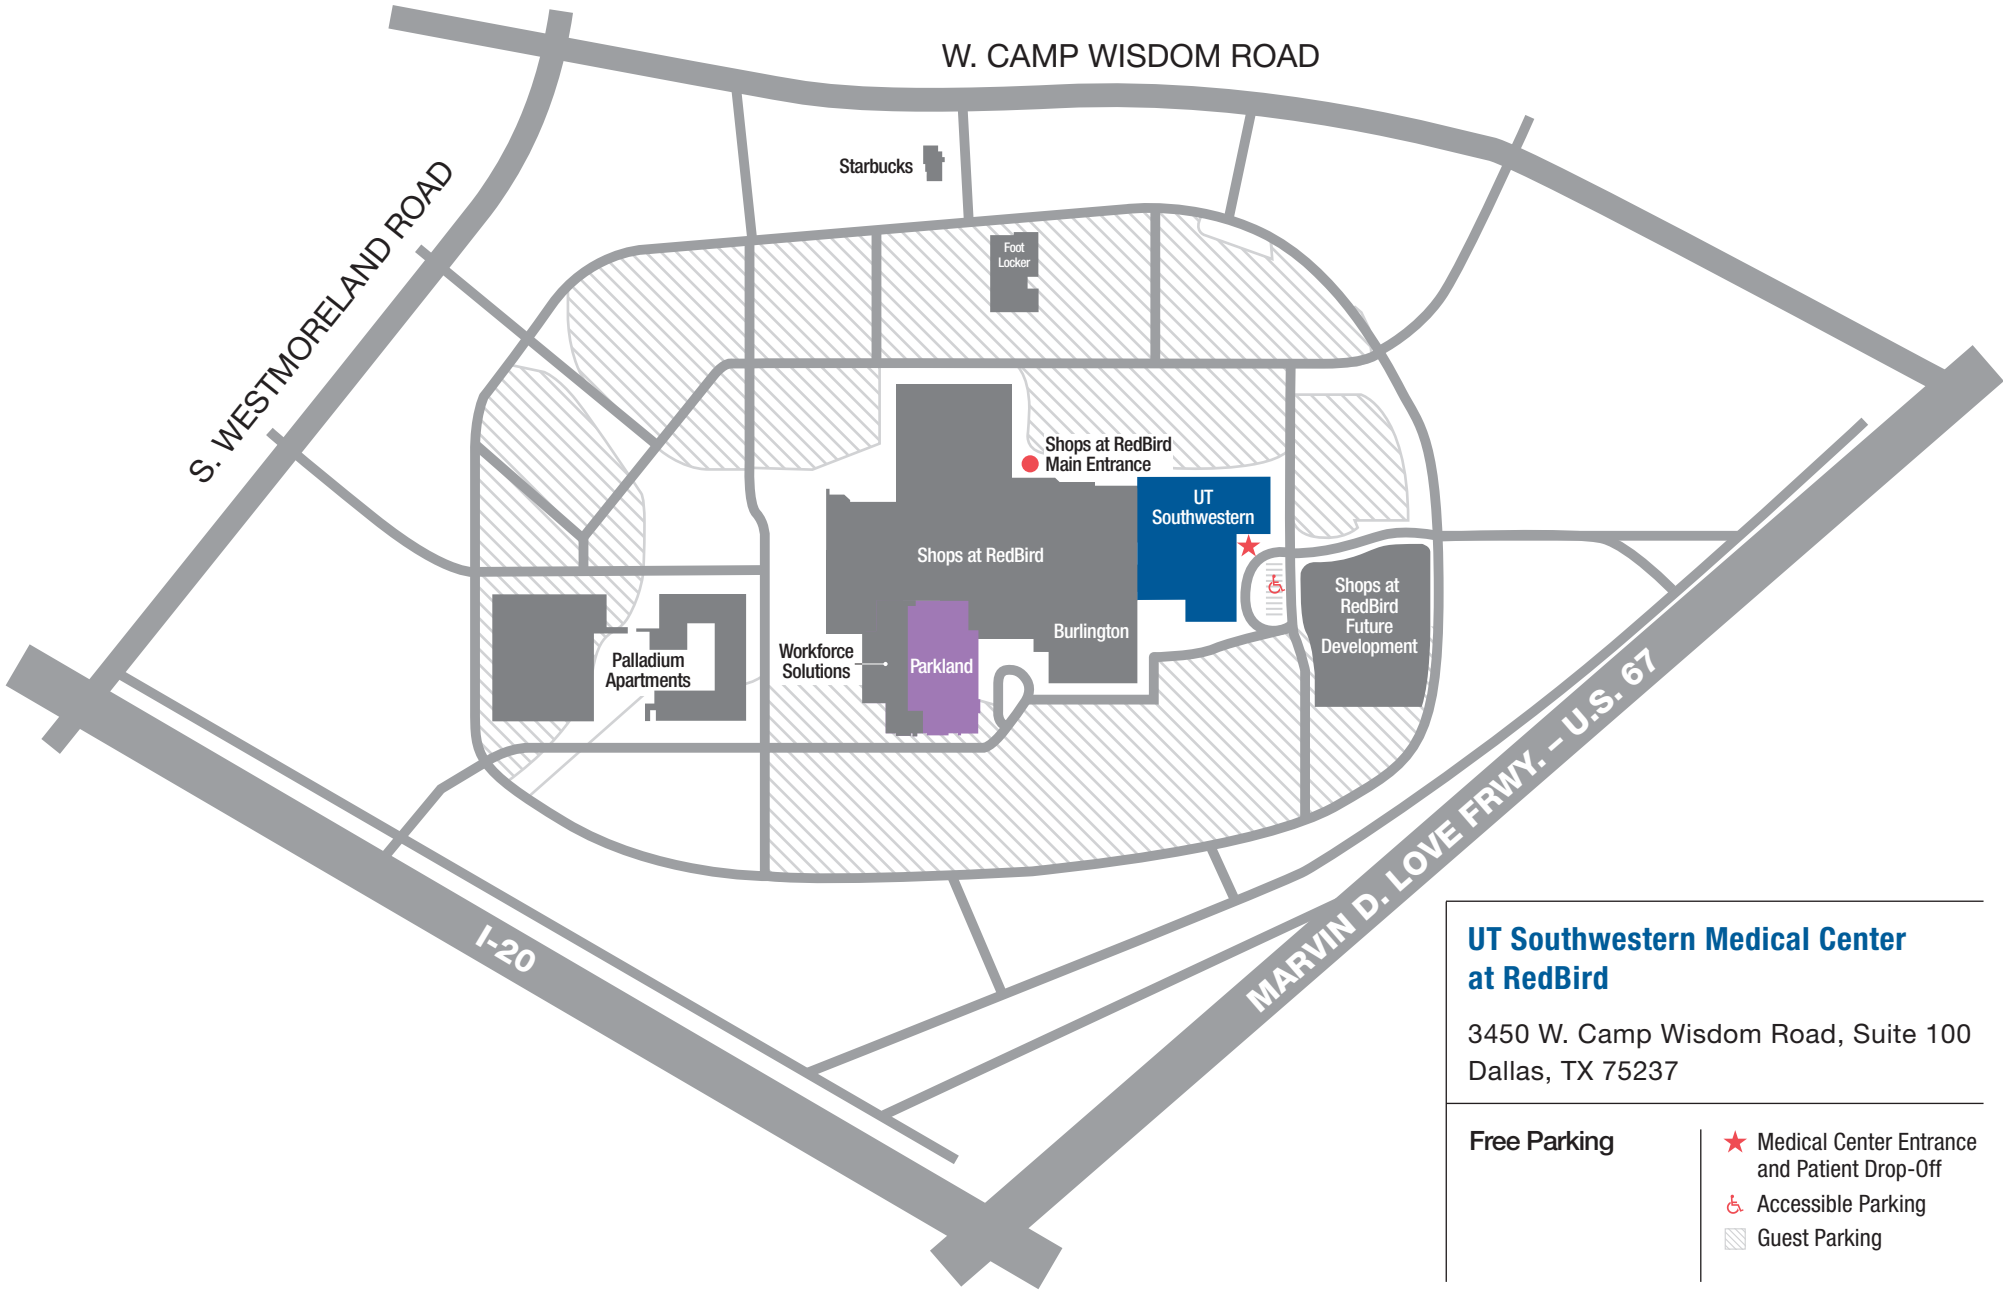 W. CAMP WISDOM ROAD
S. WESTMORELAND ROAD
Starbucks
Foot
Locker
Shops at RedBird
Main Entrance
UT
Southwestern
Shops at RedBird
Shops at
RedBird
Future
Development
Burlington
Workforce
Solutions
Parkland
Palladium
Apartments
I-20
MARVIN D. LOVE FRWY. – U.S. 67
UT Southwestern Medical Center
at RedBird
3450 W. Camp Wisdom Road, Suite 100
Dallas, TX 75237
Free Parking
Medical Center Entrance
and Patient Drop-Off
Accessible Parking
Guest Parking